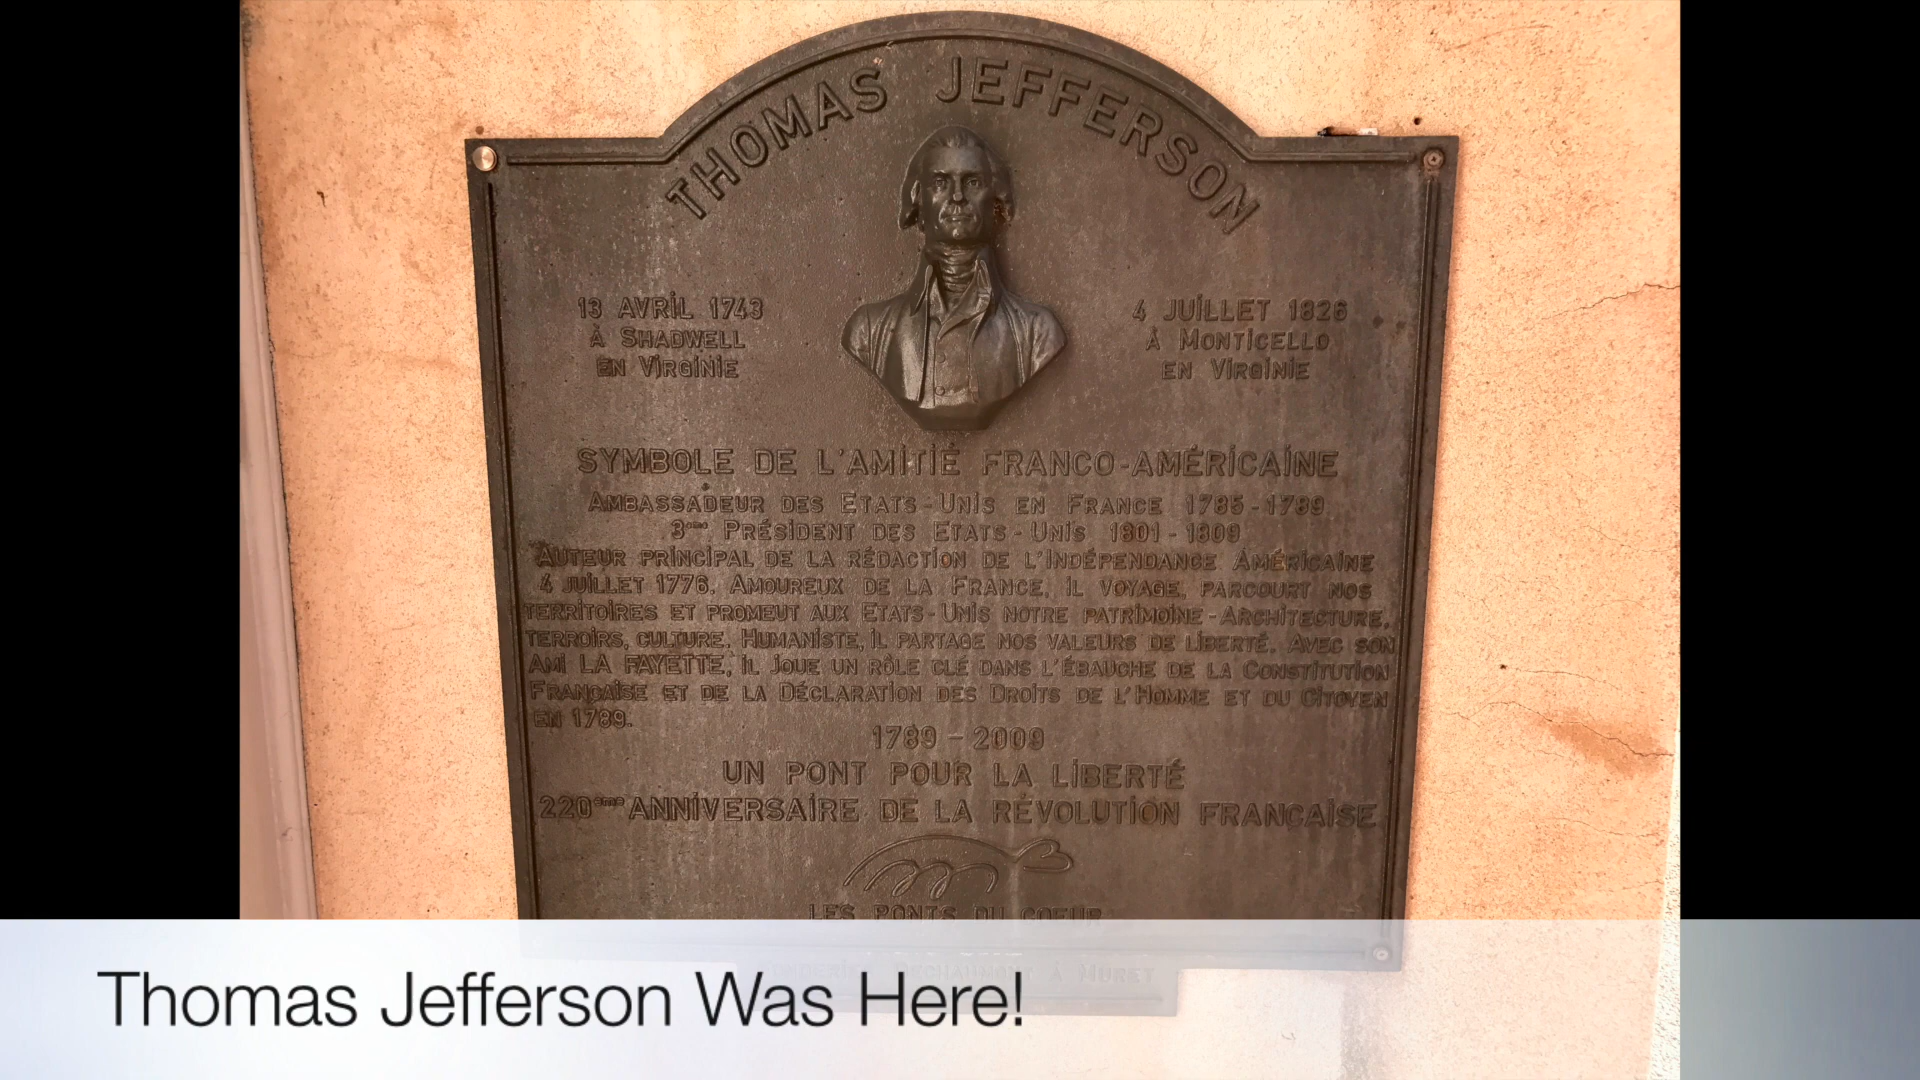 THOMAS JEFFERSON
13 AVRIL 1743
À SHADWELL
EN VIRGINIE
4 JUILLET 1826
À MONTICELLO
EN VIRGINIE
SYMBOLE DE L'AMITIÉ FRANCO-AMÉRICAINE
AMBASSADEUR DES ETATS-UNIS EN FRANCE 1785-1789.
3ème PRÉSIDENT DES ETATS-UNIS 1801-1809
AUTEUR PRINCIPAL DE LA RÉDACTION DE L'INDÉPENDANCE AMÉRICAINE
4 JUILLET 1776. AMOUREUX DE LA FRANCE, IL VOYAGE, PARCOURT NOS
TERRITOIRES ET PROMEUT AUX ETATS-UNIS NOTRE PATRIMOINE-ARCHITECTURE,
TERROIRS, CULTURE. HUMANISTE, IL PARTAGE NOS VALEURS DE LIBERTÉ. AVEC SON
AMI LA FAYETTE, IL JOUE UN RÔLE CLÉ DANS L'ÉBAUCHE DE LA CONSTITUTION
FRANÇAISE ET DE LA DÉCLARATION DES DROITS DE L'HOMME ET DU CITOYEN
EN 1789.
1789 - 2009
UN PONT POUR LA LIBERTÉ
220ème ANNIVERSAIRE DE LA RÉVOLUTION FRANÇAISE
LES PONTS DU COEUR
À MURET
Thomas Jefferson Was Here!